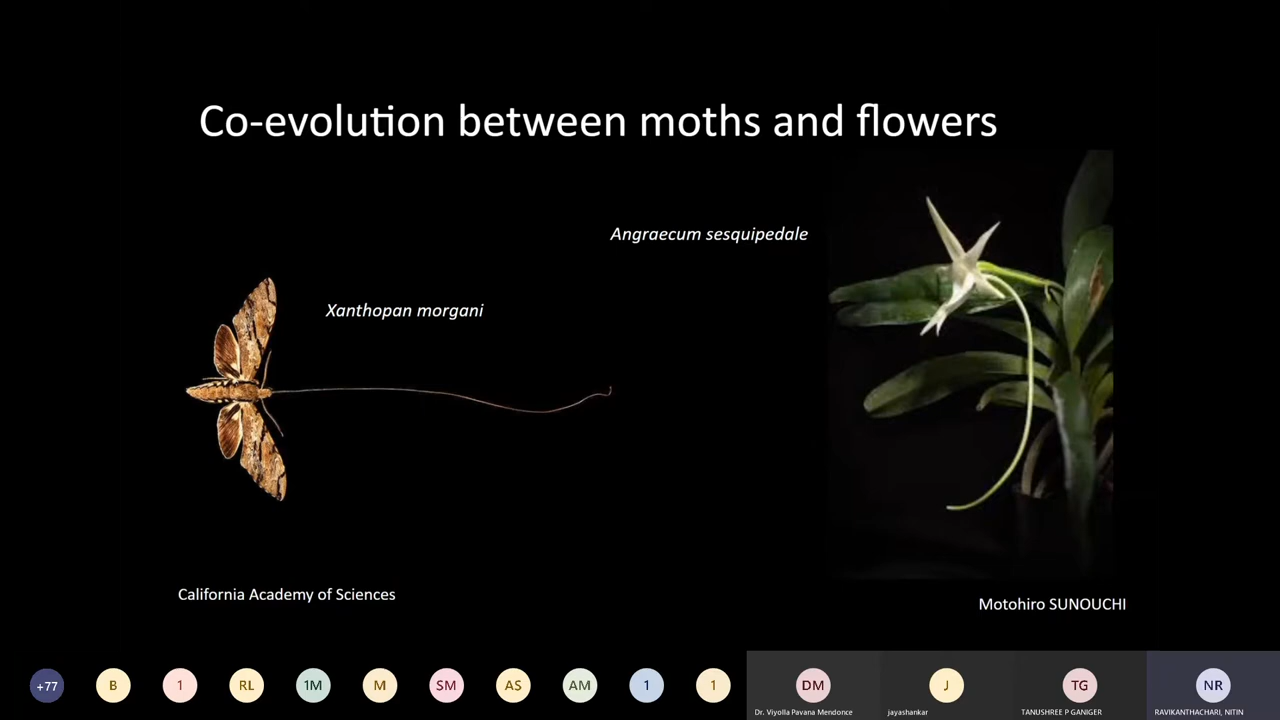 Co-evolution between moths and flowers
Angraecum sesquipedale
Xanthopan morgani
California Academy of Sciences
Motohiro SUNOUCHI
+77
B
1
RL
1M
M
SM
AS
AM
1
1
DM
J
TG
NR
Dr. Viyolla Pavana Mendonce
jayashankar
TANUSHREE P GANIGER
RAVIKANTHACHARI, NITIN